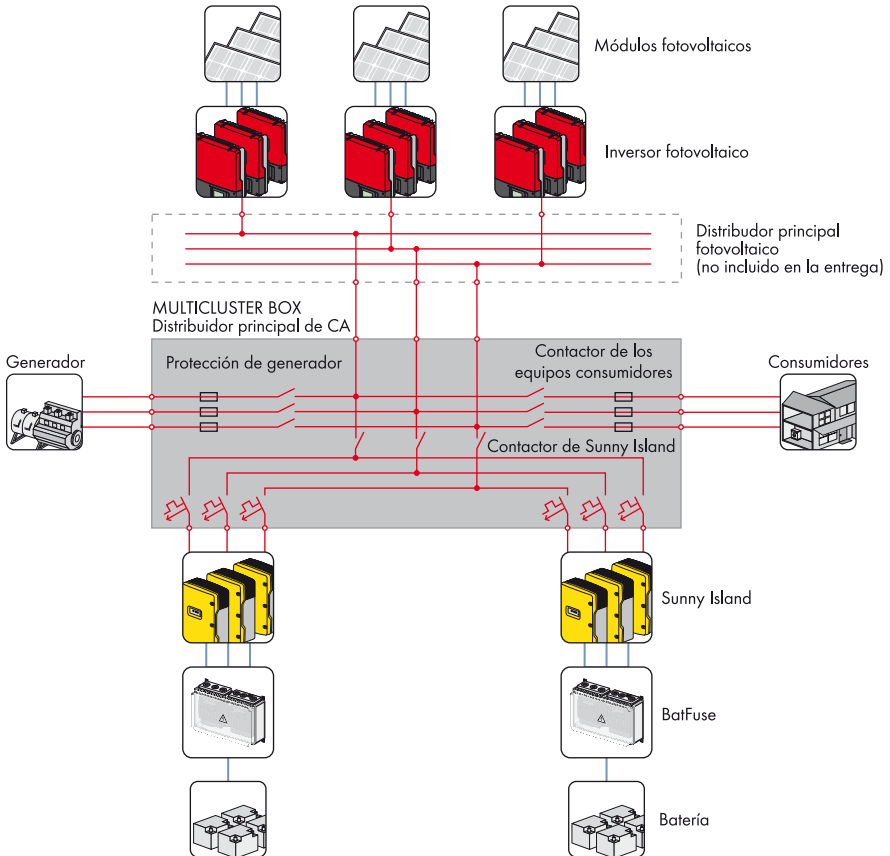 Módulos fotovoltaicos
Inversor fotovoltaico
Distribudor principal
fotovoltaico
(no incluido en la entrega)
MULTICLUSTER BOX
Distribuidor principal de CA
Generador
Protección de generador
Contactor de los
equipos consumidores
Consumidores
Contactor de Sunny Island
Sunny Island
BatFuse
Batería